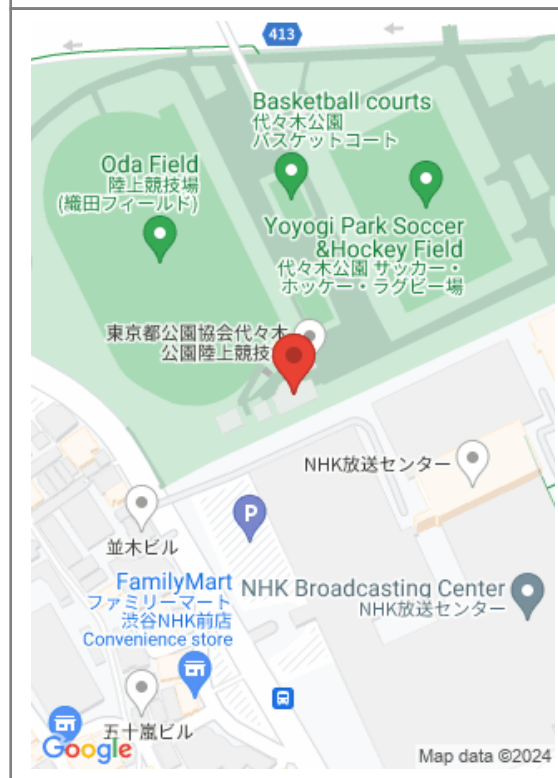 413
Basketball courts
代々木公園
バスケットコート
Oda Field
陸上競技場
(織田フィールド)
Yoyogi Park Soccer
&Hockey Field
代々木公園 サッカー・
ホッケー・ラグビー場
東京都公園協会代々木
公園陸上競技
NHK放送センター
P
並木ビル
FamilyMart
ファミリーマート
渋谷NHK前店
Convenience store
NHK Broadcasting Center
NHK放送センター
五十嵐ビル
Google
Map data ©2024